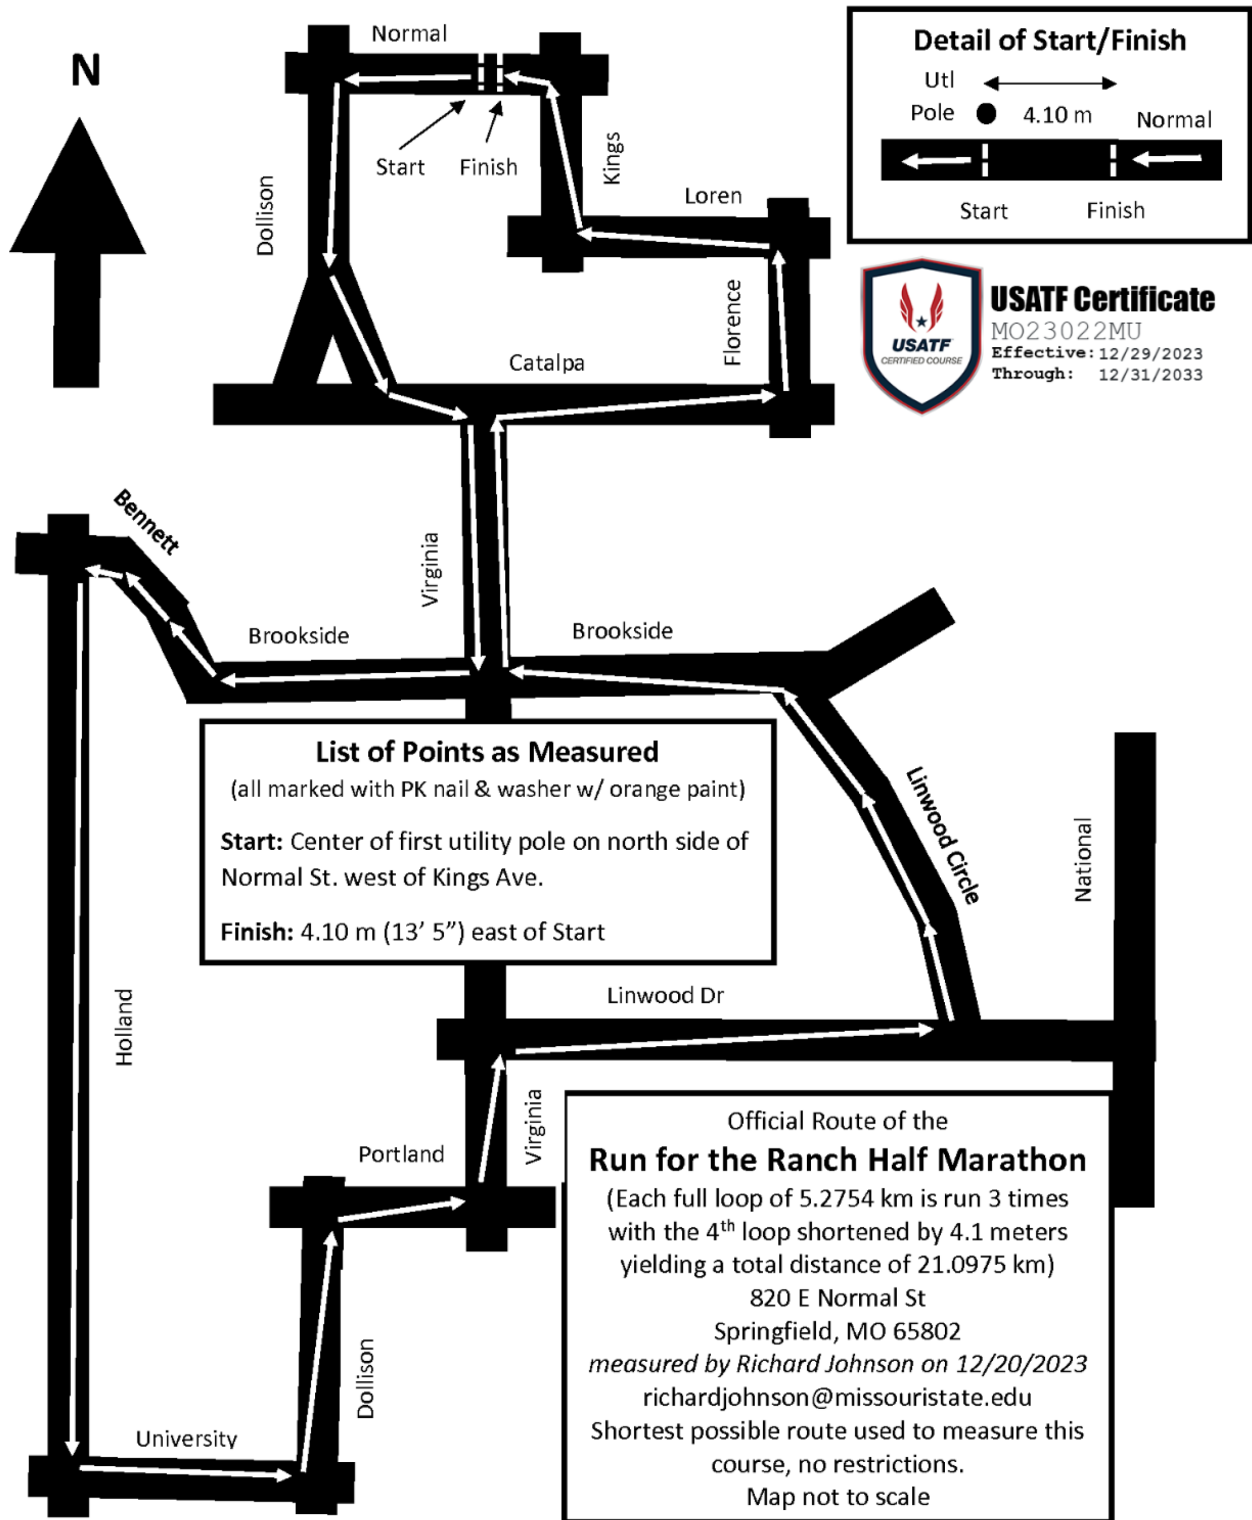 N
Normal
Start
Finish
Dollison
Kings
Loren
Florence
Catalpa
Detail of Start/Finish
Utl
Pole
4.10 m
Normal
Start
Finish
USATF
CERTIFIED COURSE
USATF Certificate
MO23022MU
Effective: 12/29/2023
Through: 12/31/2033
Bennett
Virginia
Brookside
Brookside
List of Points as Measured
(all marked with PK nail & washer w/ orange paint)
Start: Center of first utility pole on north side of
Normal St. west of Kings Ave.
Finish: 4.10 m (13’ 5”) east of Start
Linwood Circle
National
Holland
Linwood Dr
Virginia
Portland
Dollison
University
Official Route of the
Run for the Ranch Half Marathon
(Each full loop of 5.2754 km is run 3 times
with the 4th loop shortened by 4.1 meters
yielding a total distance of 21.0975 km)
820 E Normal St
Springfield, MO 65802
measured by Richard Johnson on 12/20/2023
richardjohnson@missouristate.edu
Shortest possible route used to measure this
course, no restrictions.
Map not to scale